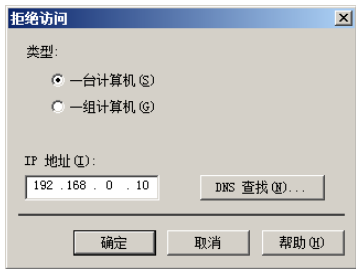 拒绝访问
类型:
一台计算机(S)
一组计算机(G)
IP 地址(I):
192 .168 . 0 . 10
DNS 查找(N)...
确定
取消
帮助(H)